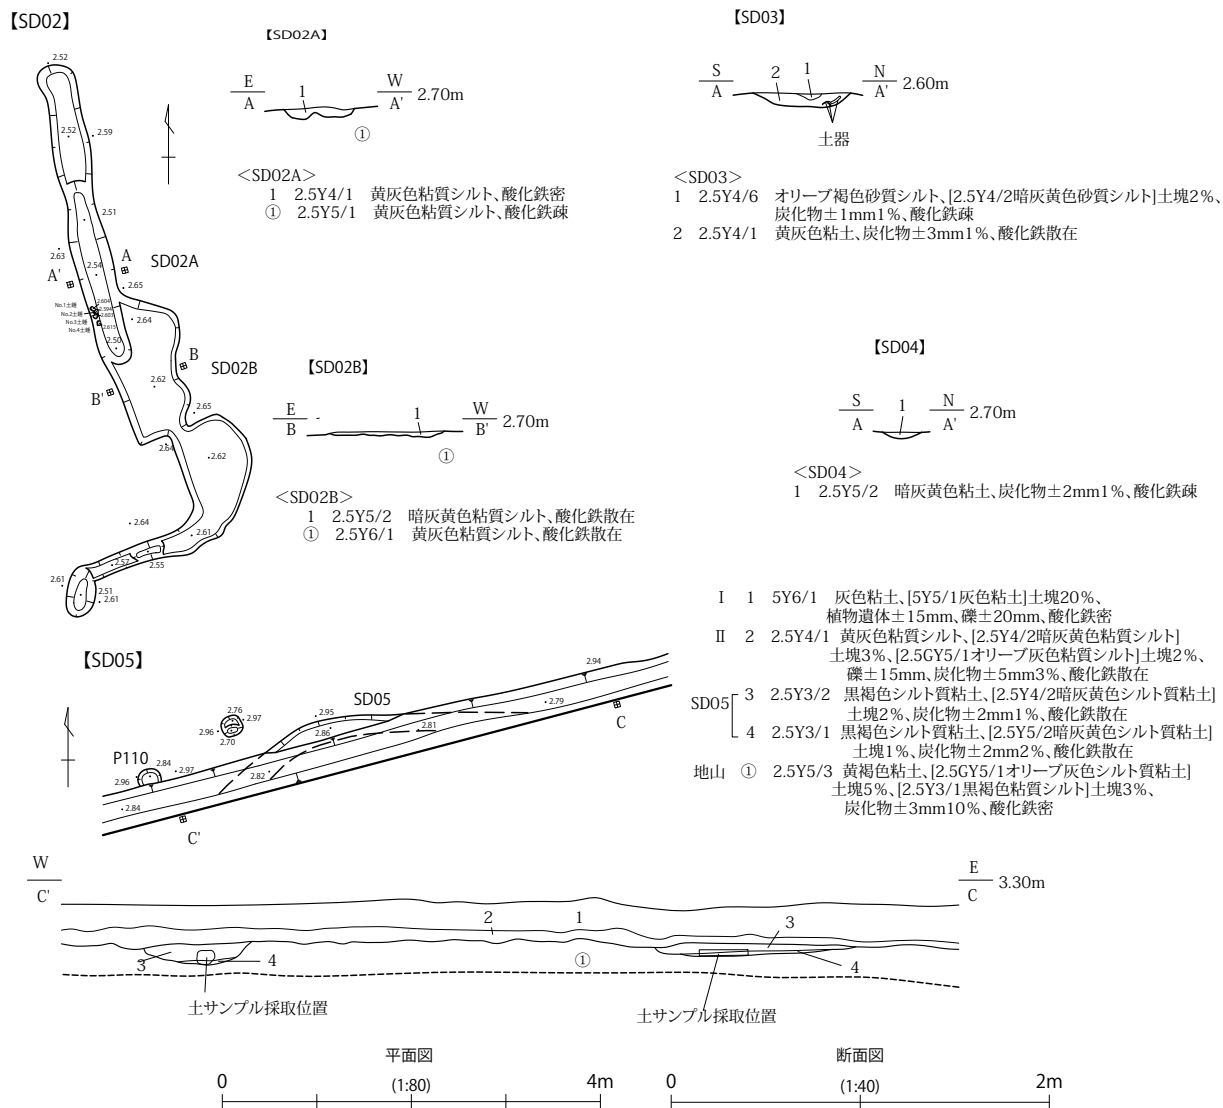 【SD02】
【SD02A】
【SD03】
2.52
2.52
2.59
2.51
2.63
2.54
A
SD02A
A'
2.65
No.1土錘
2.604
No.2土錘
2.594
No.3土錘
2.603
No.4土錘
2.615
2.64
2.50
B
SD02B
2.62
B'
2.65
2.64
2.62
2.64
2.61
2.57
2.55
2.61
2.51
2.61
E
A
1
W
A'
2.70m
①
<SD02A>
1 2.5Y4/1 黄灰色粘質シルト、酸化鉄密
① 2.5Y5/1 黄灰色粘質シルト、酸化鉄疎
S
A
2
1
N
A'
2.60m
土器
<SD03>
1 2.5Y4/6 オリーブ褐色砂質シルト、[2.5Y4/2暗灰黄色砂質シルト]土塊2%、
炭化物±1mm1%、酸化鉄疎
2 2.5Y4/1 黄灰色粘土、炭化物±3mm1%、酸化鉄散在
【SD02B】
E
B
-
1
W
B'
2.70m
①
<SD02B>
1 2.5Y5/2 暗灰黄色粘質シルト、酸化鉄散在
① 2.5Y6/1 黄灰色粘質シルト、酸化鉄散在
【SD04】
S
A
1
N
A'
2.70m
<SD04>
1 2.5Y5/2 暗灰黄色粘土、炭化物±2mm1%、酸化鉄疎
I 1 5Y6/1 灰色粘土、[5Y5/1灰色粘土]土塊20%、
植物遺体±15mm、礫±20mm、酸化鉄密
II 2 2.5Y4/1 黄灰色粘質シルト、[2.5Y4/2暗灰黄色粘質シルト]
土塊3%、[2.5GY5/1オリーブ灰色粘質シルト]土塊2%、
礫±15mm、炭化物±5mm3%、酸化鉄散在
SD05
3 2.5Y3/2 黒褐色シルト質粘土、[2.5Y4/2暗灰黄色シルト質粘土]
土塊2%、炭化物±2mm1%、酸化鉄散在
4 2.5Y3/1 黒褐色シルト質粘土、[2.5Y5/2暗灰黄色シルト質粘土]
土塊1%、炭化物±2mm2%、酸化鉄散在
地山 ① 2.5Y5/3 黄褐色粘土、[2.5GY5/1オリーブ灰色シルト質粘土]
土塊5%、[2.5Y3/1黒褐色粘質シルト]土塊3%、
炭化物±3mm10%、酸化鉄密
【SD05】
2.94
SD05
2.76
2.97
2.95
2.79
2.96
2.70
2.86
2.81
C
P110
2.84
2.97
2.96
2.82
2.84
C'
W
C'
E
C
3.30m
2
1
3
3
4
①
4
土サンプル採取位置
土サンプル採取位置
平面図
断面図
0
(1:80)
4m
0
(1:40)
2m